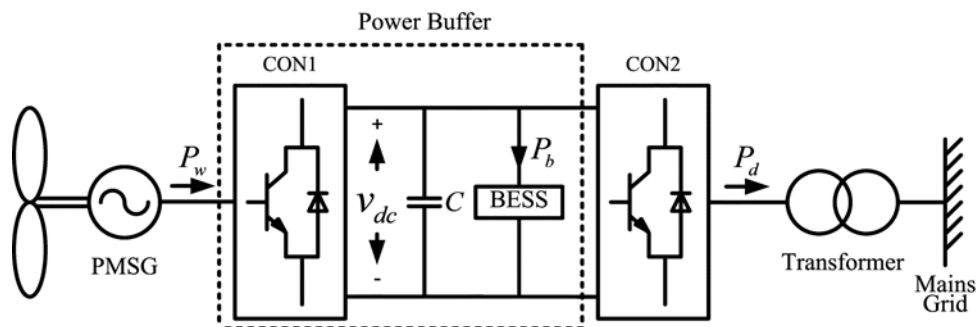 Power Buffer
CON1
CON2
P_w
+
v_dc
-
C
P_b
BESS
P_d
PMSG
Transformer
Mains
Grid